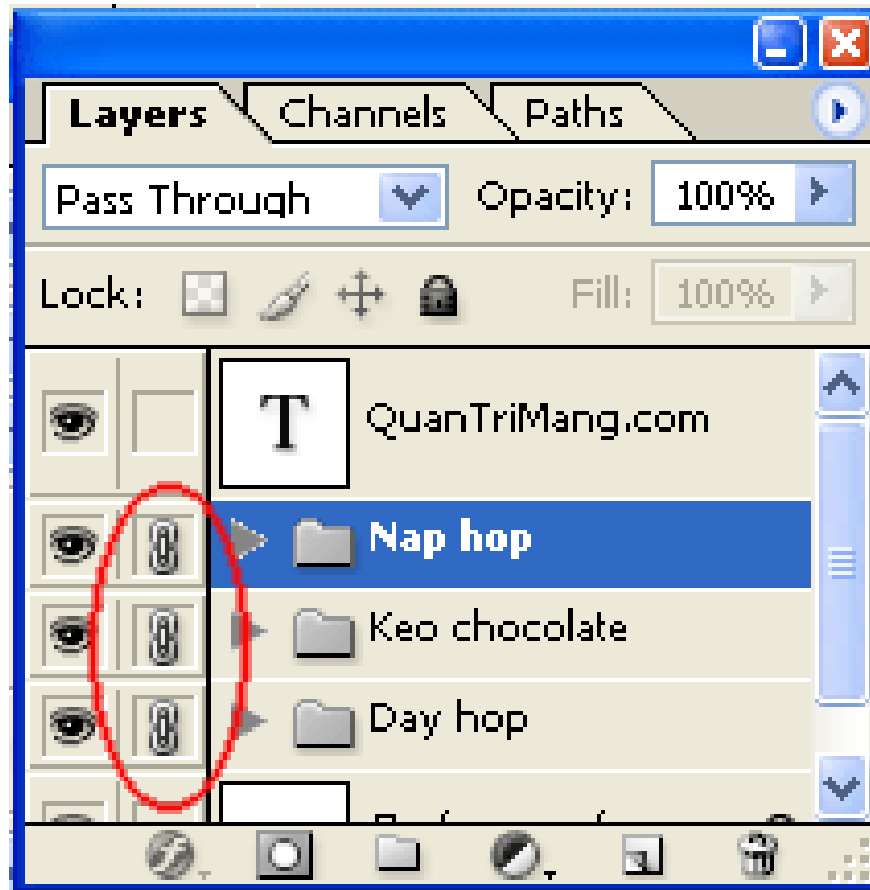 Layers Channels Paths
Pass Through Opacity: 100%
Lock: Fill: 100%
T QuanTriMang.com
Nap hop
Keo chocolate
Day hop